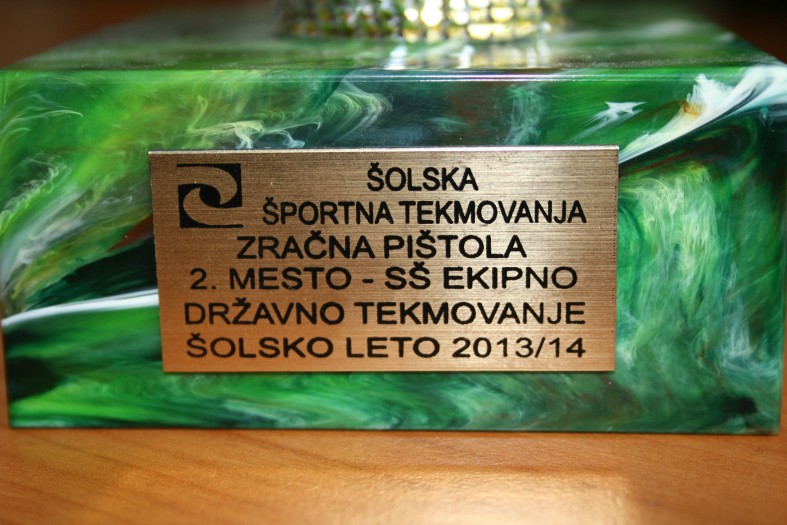 ŠOLSKA
ŠPORTNA TEKMOVANJA
ZRAČNA PIŠTOLA
2. MESTO - SŠ EKIPNO
DRŽAVNO TEKMOVANJE
ŠOLSKO LETO 2013/14